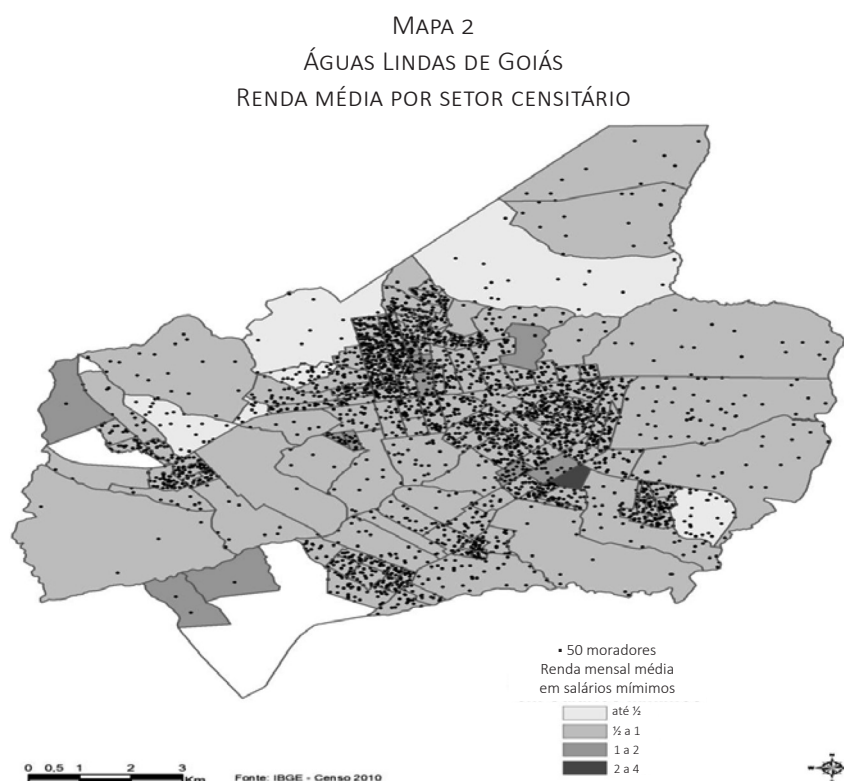 Mapa 2
Águas Lindas de Goiás
Renda média por setor censitário
• 50 moradores
Renda mensal média
em salários mímimos
até ½
½ a 1
1 a 2
2 a 4
0 0,5 1 2 3
Km
Fonte: IBGE - Censo 2010
N
W E
S